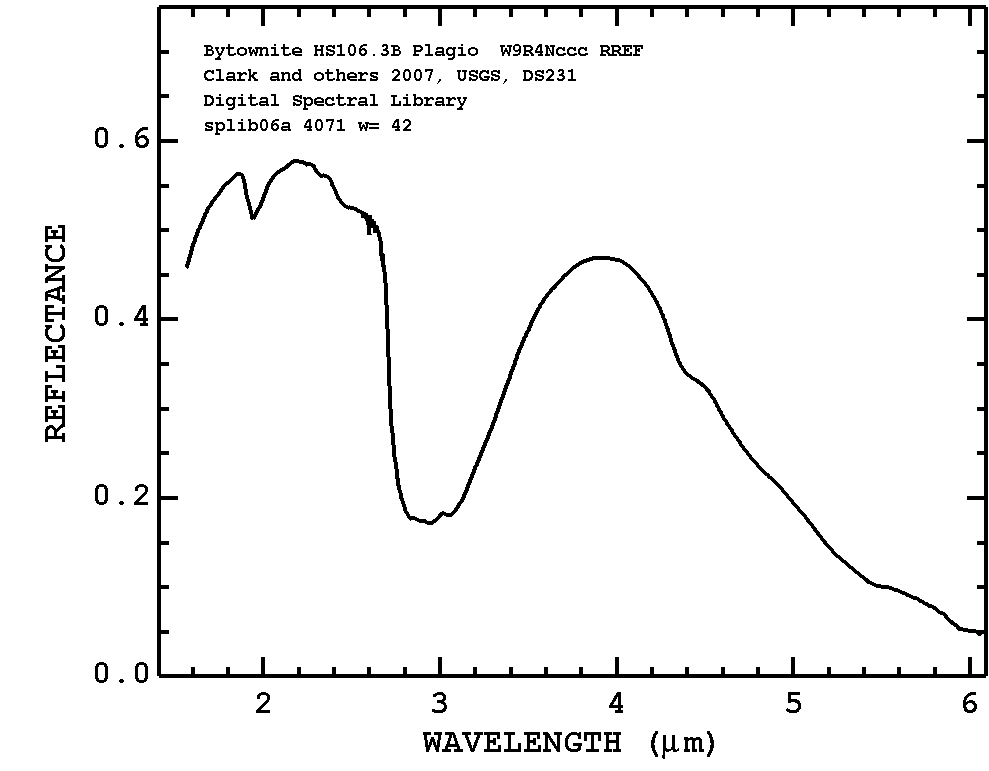 Bytownite HS106.3B Plagio W9R4Nccc RREF
Clark and others 2007, USGS, DS231
Digital Spectral Library
splib06a 4071 w= 42
0.6
0.4
0.2
0.0
REFLECTANCE
2 3 4 5 6
WAVELENGTH (μm)